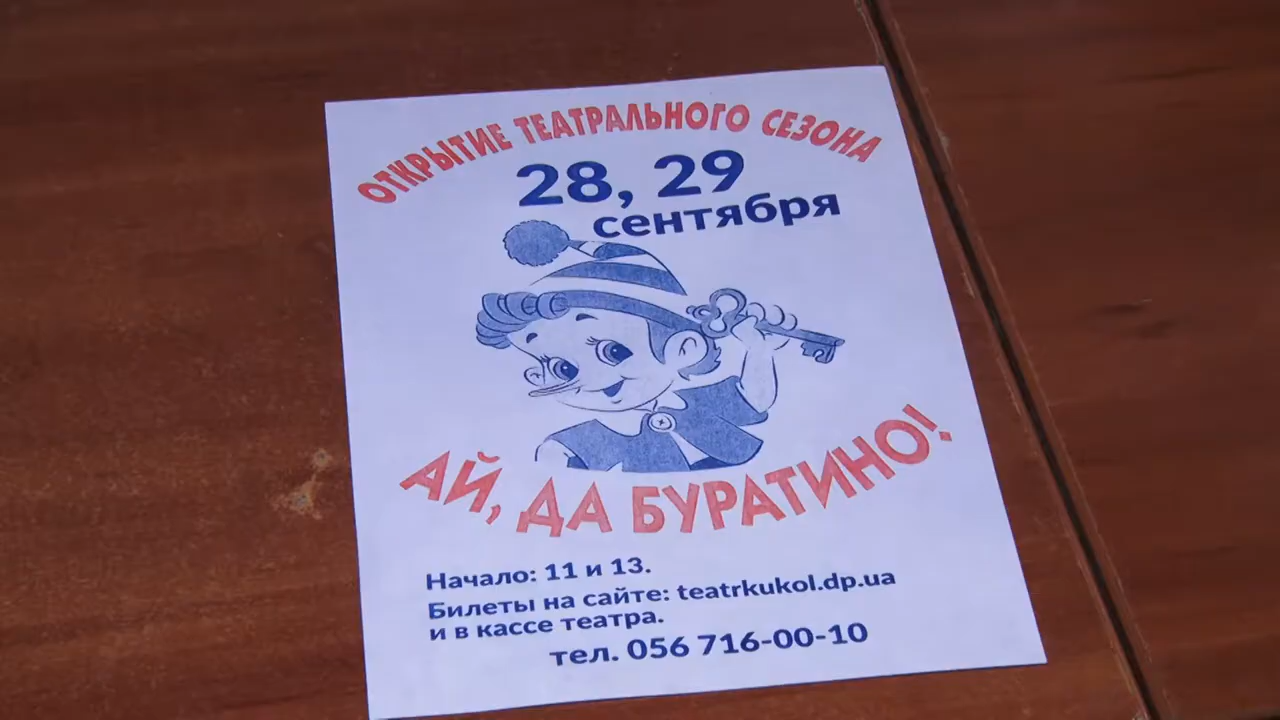 ОТКРЫТИЕ ТЕАТРАЛЬНОГО СЕЗОНА
28, 29
сентября
АЙ, ДА БУРАТИНО!
Начало: 11 и 13.
Билеты на сайте: teatrkukol.dp.ua
и в кассе театра.
тел. 056 716-00-10